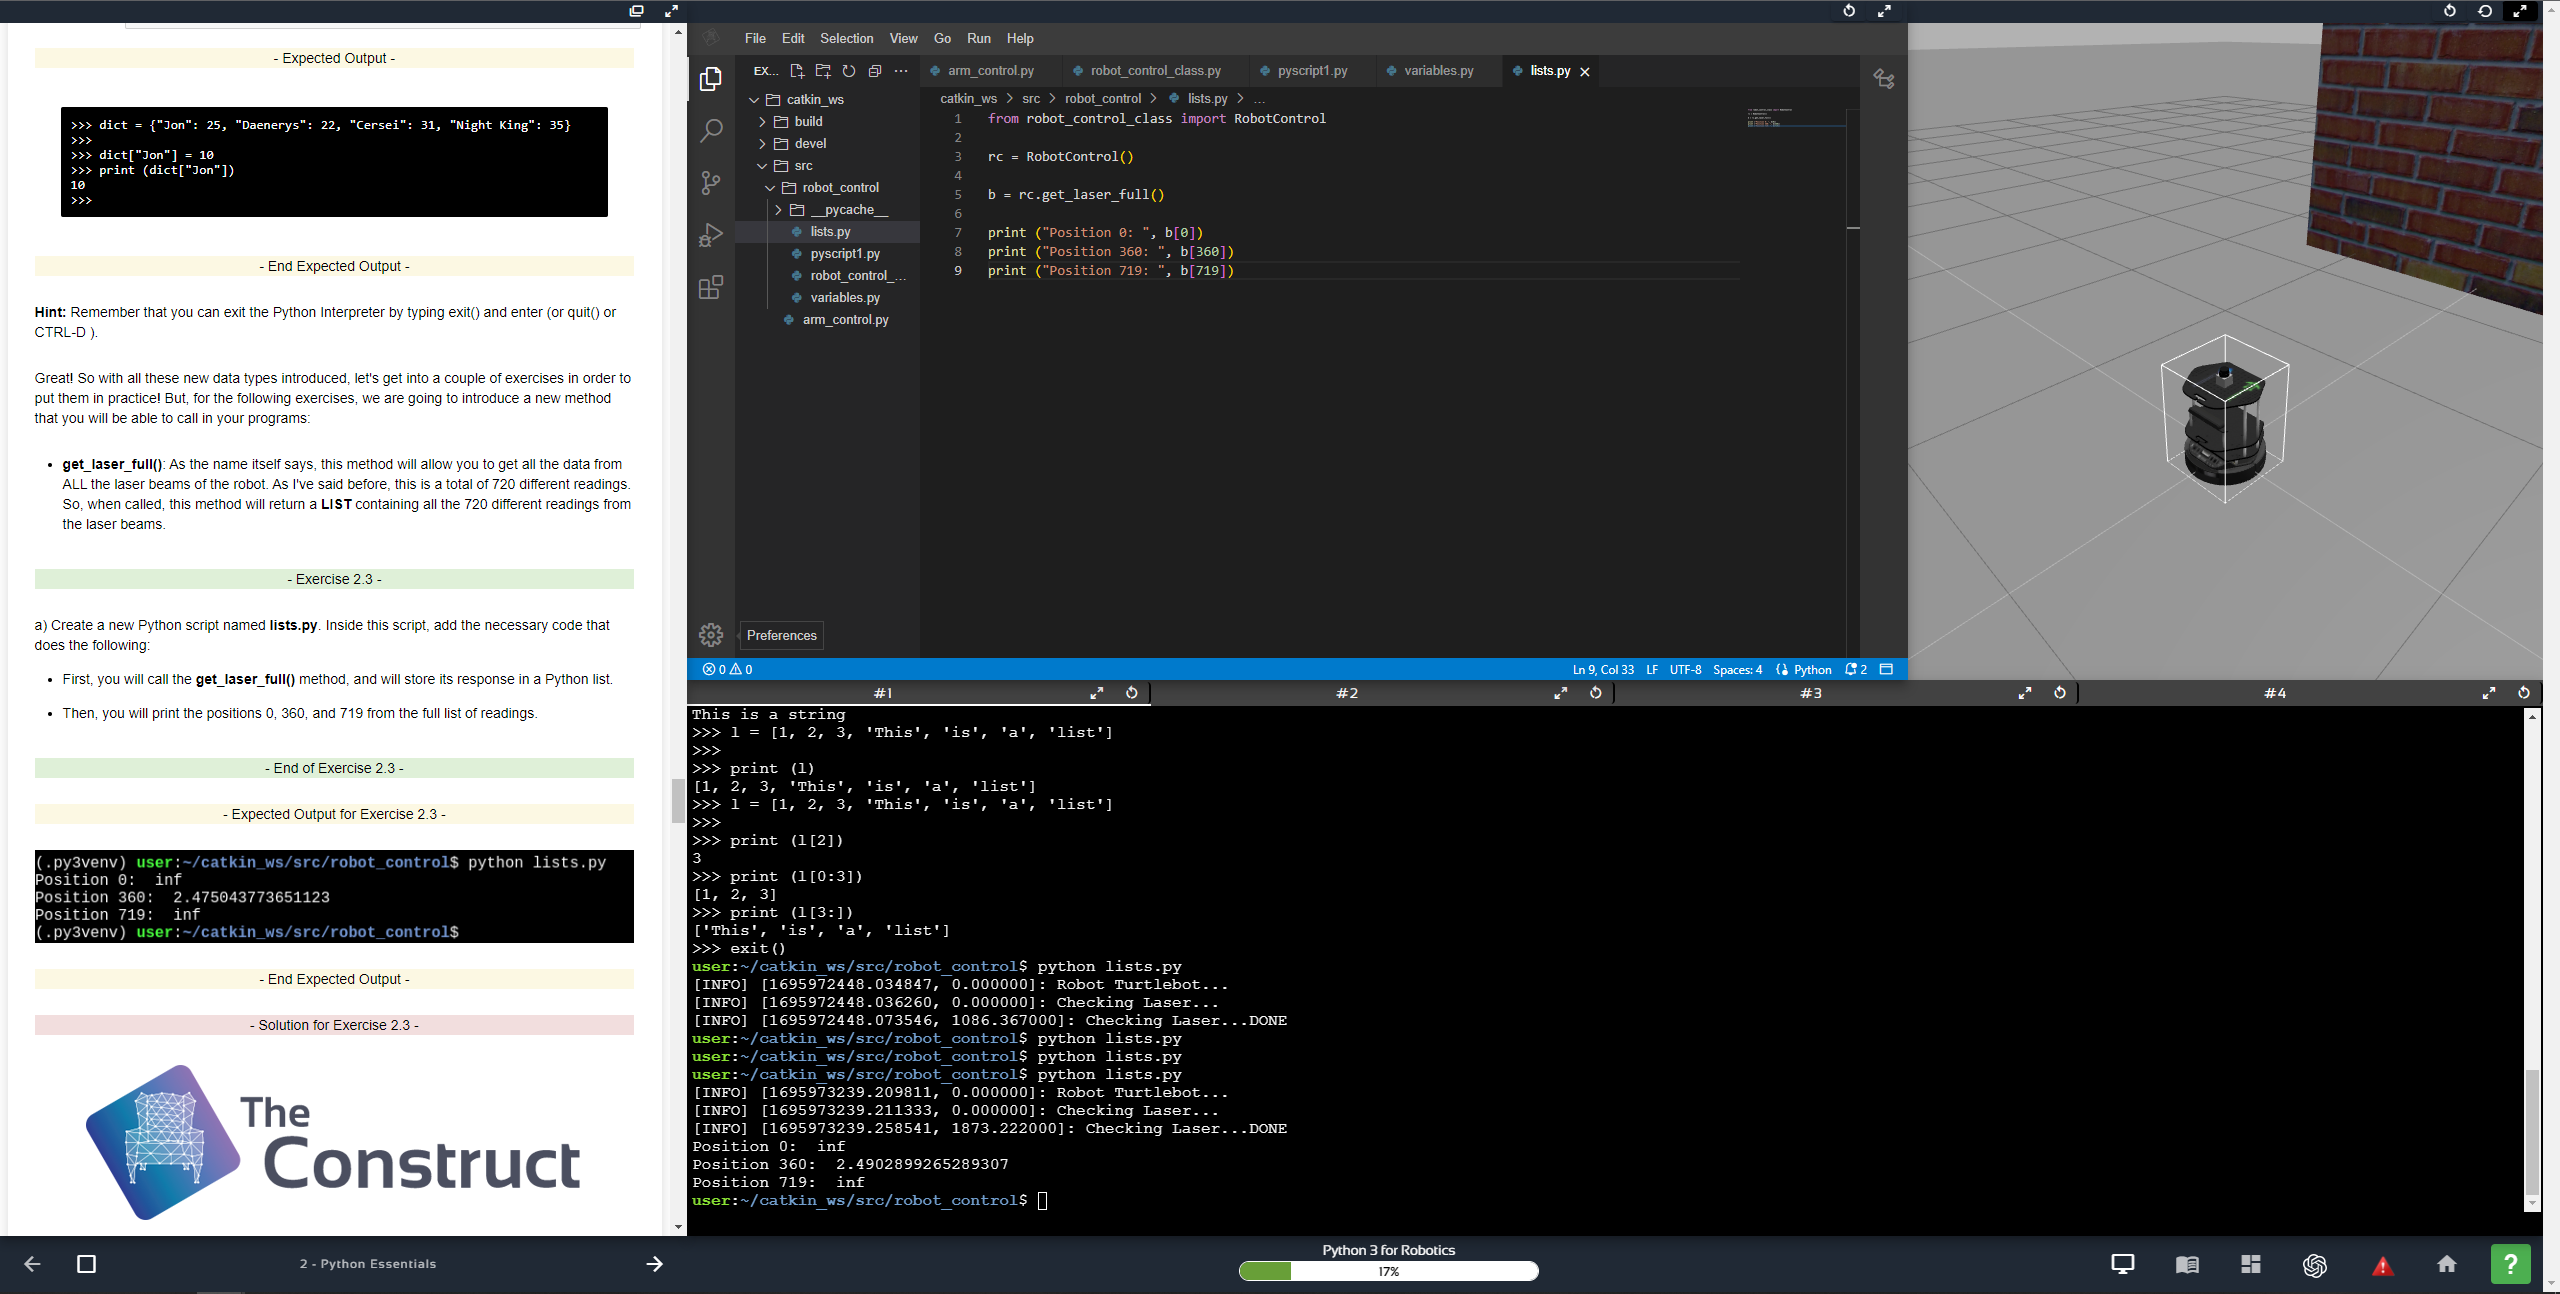 - Expected Output -
>>> dict = {"Jon": 25, "Daenerys": 22, "Cersei": 31, "Night King": 35}
>>>
>>> dict["Jon"] = 10
>>> print (dict["Jon"])
10
>>>
- End Expected Output -
Hint: Remember that you can exit the Python Interpreter by typing exit() and enter (or quit() or
CTRL-D ).
Great! So with all these new data types introduced, let's get into a couple of exercises in order to
put them in practice! But, for the following exercises, we are going to introduce a new method
that you will be able to call in your programs:
• get_laser_full(): As the name itself says, this method will allow you to get all the data from
ALL the laser beams of the robot. As I've said before, this is a total of 720 different readings.
So, when called, this method will return a LIST containing all the 720 different readings from
the laser beams.
- Exercise 2.3 -
a) Create a new Python script named lists.py. Inside this script, add the necessary code that
does the following:
• First, you will call the get_laser_full() method, and will store its response in a Python list.
• Then, you will print the positions 0, 360, and 719 from the full list of readings.
- End of Exercise 2.3 -
- Expected Output for Exercise 2.3 -
(.py3venv) user:~/catkin_ws/src/robot_control$ python lists.py
Position 0:  inf
Position 360:  2.475043773651123
Position 719:  inf
(.py3venv) user:~/catkin_ws/src/robot_control$
- End Expected Output -
- Solution for Exercise 2.3 -
The
Construct
File Edit Selection View Go Run Help
EX... ...
catkin_ws
build
devel
src
robot_control
__pycache__
lists.py
pyscript1.py
robot_control_...
variables.py
arm_control.py
Preferences
arm_control.py robot_control_class.py pyscript1.py variables.py lists.py
catkin_ws > src > robot_control > lists.py > ...
1 from robot_control_class import RobotControl
2
3 rc = RobotControl()
4
5 b = rc.get_laser_full()
6
7 print ("Position 0: ", b[0])
8 print ("Position 360: ", b[360])
9 print ("Position 719: ", b[719])
0 0 Ln 9, Col 33 LF UTF-8 Spaces: 4 Python 2
#1 #2 #3 #4
This is a string
>>> l = [1, 2, 3, 'This', 'is', 'a', 'list']
>>>
>>> print (l)
[1, 2, 3, 'This', 'is', 'a', 'list']
>>> l = [1, 2, 3, 'This', 'is', 'a', 'list']
>>>
>>> print (l[2])
3
>>> print (l[0:3])
[1, 2, 3]
>>> print (l[3:])
['This', 'is', 'a', 'list']
>>> exit()
user:~/catkin_ws/src/robot_control$ python lists.py
[INFO] [1695972448.034847, 0.000000]: Robot Turtlebot...
[INFO] [1695972448.036260, 0.000000]: Checking Laser...
[INFO] [1695972448.073546, 1086.367000]: Checking Laser...DONE
user:~/catkin_ws/src/robot_control$ python lists.py
user:~/catkin_ws/src/robot_control$ python lists.py
user:~/catkin_ws/src/robot_control$ python lists.py
[INFO] [1695973239.209811, 0.000000]: Robot Turtlebot...
[INFO] [1695973239.211333, 0.000000]: Checking Laser...
[INFO] [1695973239.258541, 1873.222000]: Checking Laser...DONE
Position 0:  inf
Position 360:  2.4902899265289307
Position 719:  inf
user:~/catkin_ws/src/robot_control$
2 - Python Essentials
Python 3 for Robotics
17%
?